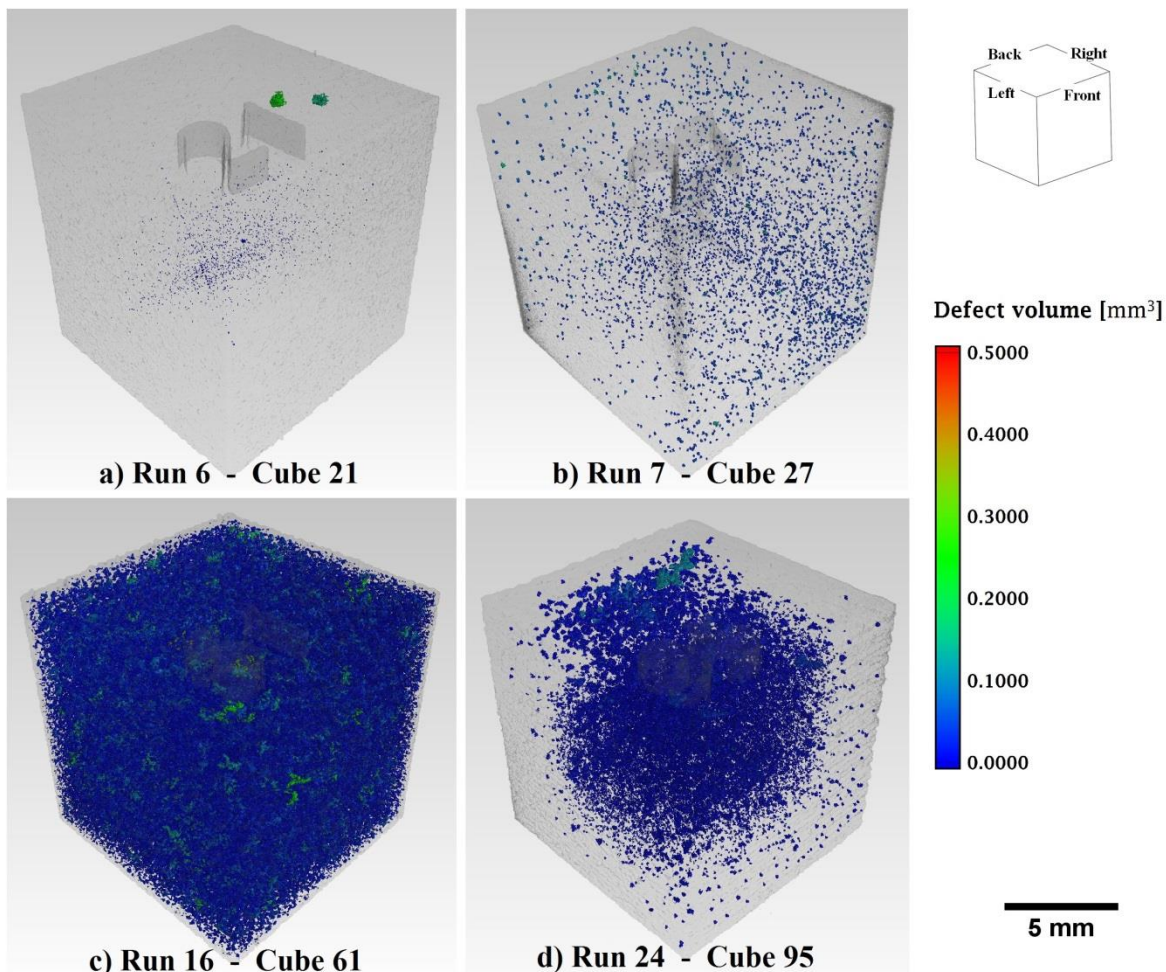 a) Run 6 - Cube 21
b) Run 7 - Cube 27
c) Run 16 - Cube 61
d) Run 24 - Cube 95
Back Right
Left Front
Defect volume [mm³]
0.5000
0.4000
0.3000
0.2000
0.1000
0.0000
5 mm